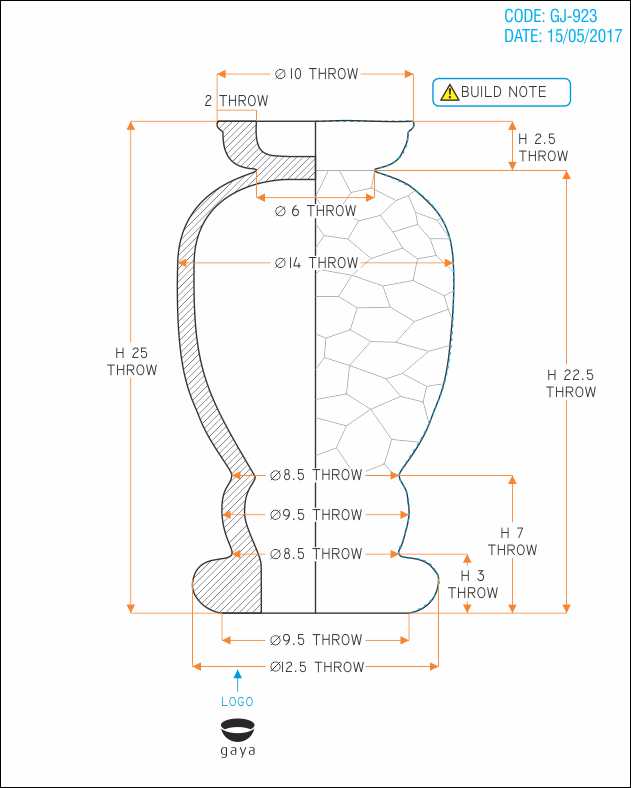 CODE: GJ-923
DATE: 15/05/2017
∅10 THROW
2 THROW
BUILD NOTE
H 2.5
THROW
∅ 6 THROW
∅14 THROW
H 25
THROW
H 22.5
THROW
∅8.5 THROW
∅9.5 THROW
H 7
THROW
∅8.5 THROW
H 3
THROW
∅9.5 THROW
∅12.5 THROW
LOGO
gaya